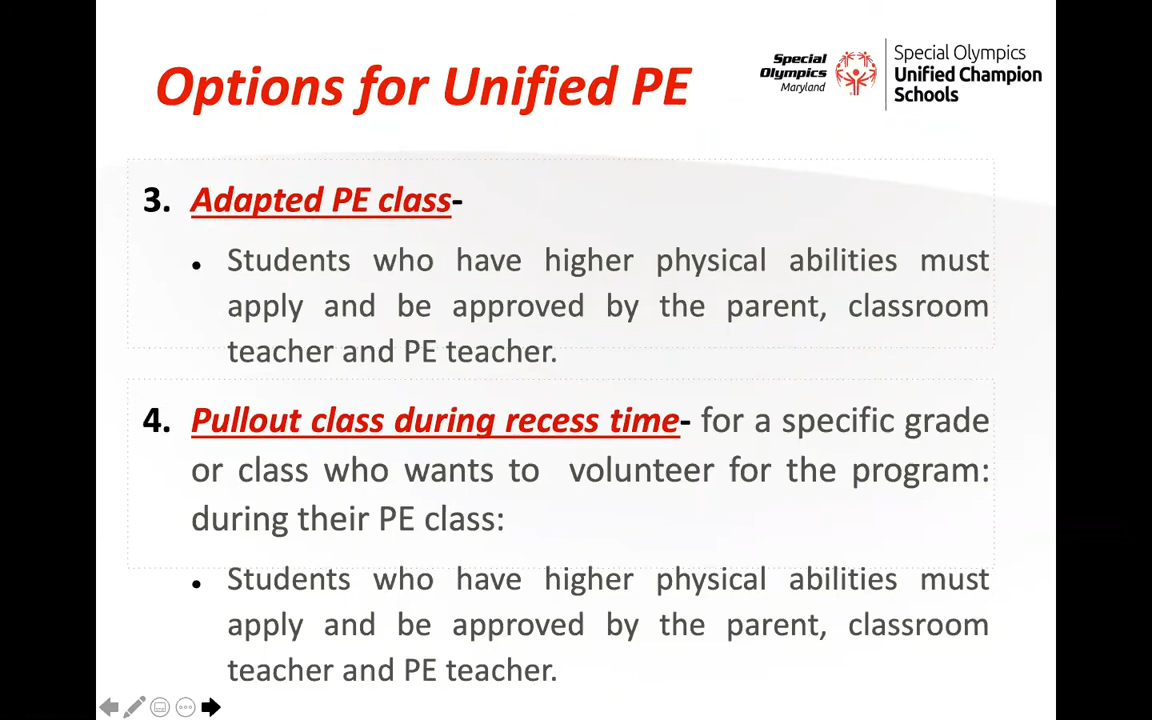 Options for Unified PE
Special
Olympics
Maryland
Special Olympics
Unified Champion
Schools
3. Adapted PE class-
• Students who have higher physical abilities must
apply and be approved by the parent, classroom
teacher and PE teacher.
4. Pullout class during recess time- for a specific grade
or class who wants to volunteer for the program:
during their PE class:
• Students who have higher physical abilities must
apply and be approved by the parent, classroom
teacher and PE teacher.